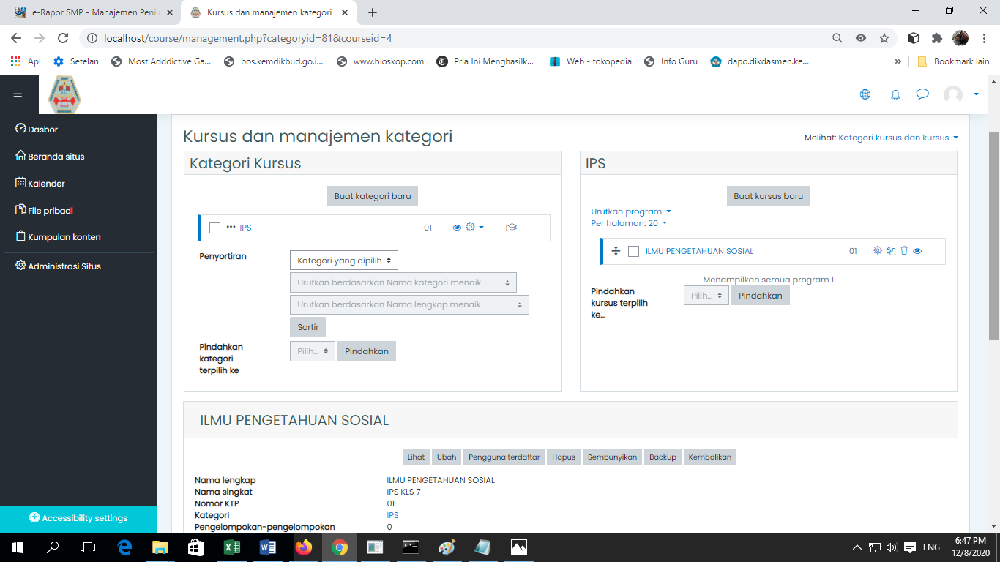 e-Rapor SMP - Manajemen Penil
Kursus dan manajemen kategori
localhost/course/management.php?categoryid=81&courseid=4
Apl
Setelan
Most Adddictive Ga...
bos.kemdikbud.go.i...
www.bioskop.com
Pria Ini Menghasilk...
Web - tokopedia
Info Guru
dapo.dikdasmen.ke...
»
Bookmark lain
Dasbor
Beranda situs
Kalender
File pribadi
Kumpulan konten
Administrasi Situs
Accessibility settings
Kursus dan manajemen kategori
Melihat: Kategori kursus dan kursus
Kategori Kursus
Buat kategori baru
IPS 01 1
Penyortiran
Kategori yang dipilih
Urutkan berdasarkan Nama kategori menaik
Urutkan berdasarkan Nama lengkap menaik
Sortir
Pindahkan
kategori
terpilih ke
Pilih...
Pindahkan
IPS
Buat kursus baru
Urutkan program
Per halaman: 20
ILMU PENGETAHUAN SOSIAL 01
Menampilkan semua program 1
Pindahkan
kursus terpilih
ke...
Pilih...
Pindahkan
ILMU PENGETAHUAN SOSIAL
Lihat Ubah Pengguna terdaftar Hapus Sembunyikan Backup Kembalikan
Nama lengkap ILMU PENGETAHUAN SOSIAL
Nama singkat IPS KLS 7
Nomor KTP 01
Kategori IPS
Pengelompokan-pengelompokan 0
ENG
6:47 PM
12/8/2020